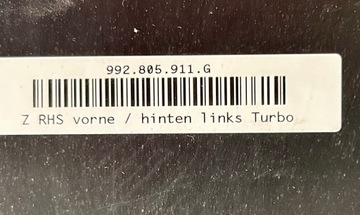 992.805.911.G
Z RHS vorne / hinten links Turbo